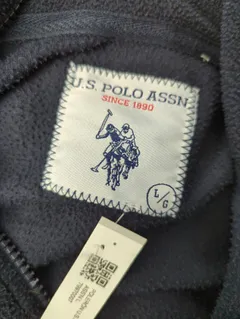 U.S. POLO ASSN
SINCE 1890
L/G